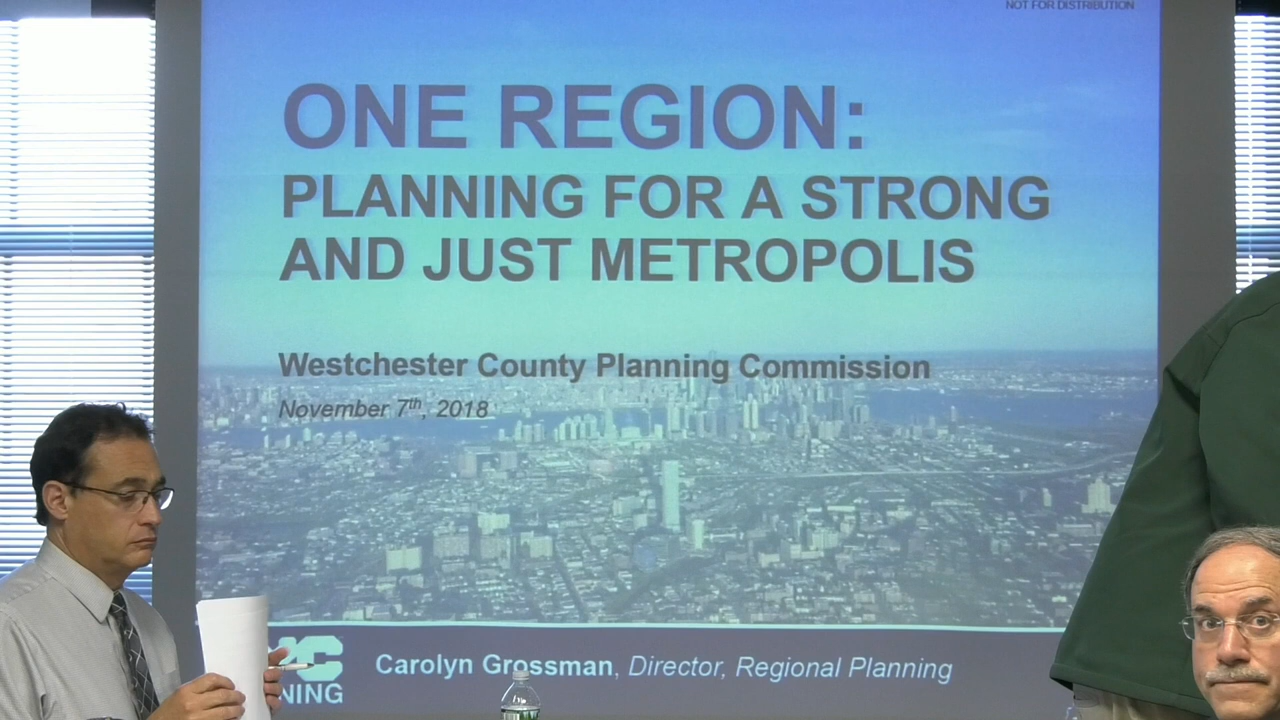 NOT FOR DISTRIBUTION
ONE REGION:
PLANNING FOR A STRONG
AND JUST METROPOLIS
Westchester County Planning Commission
November 7th, 2018
Carolyn Grossman, Director, Regional Planning